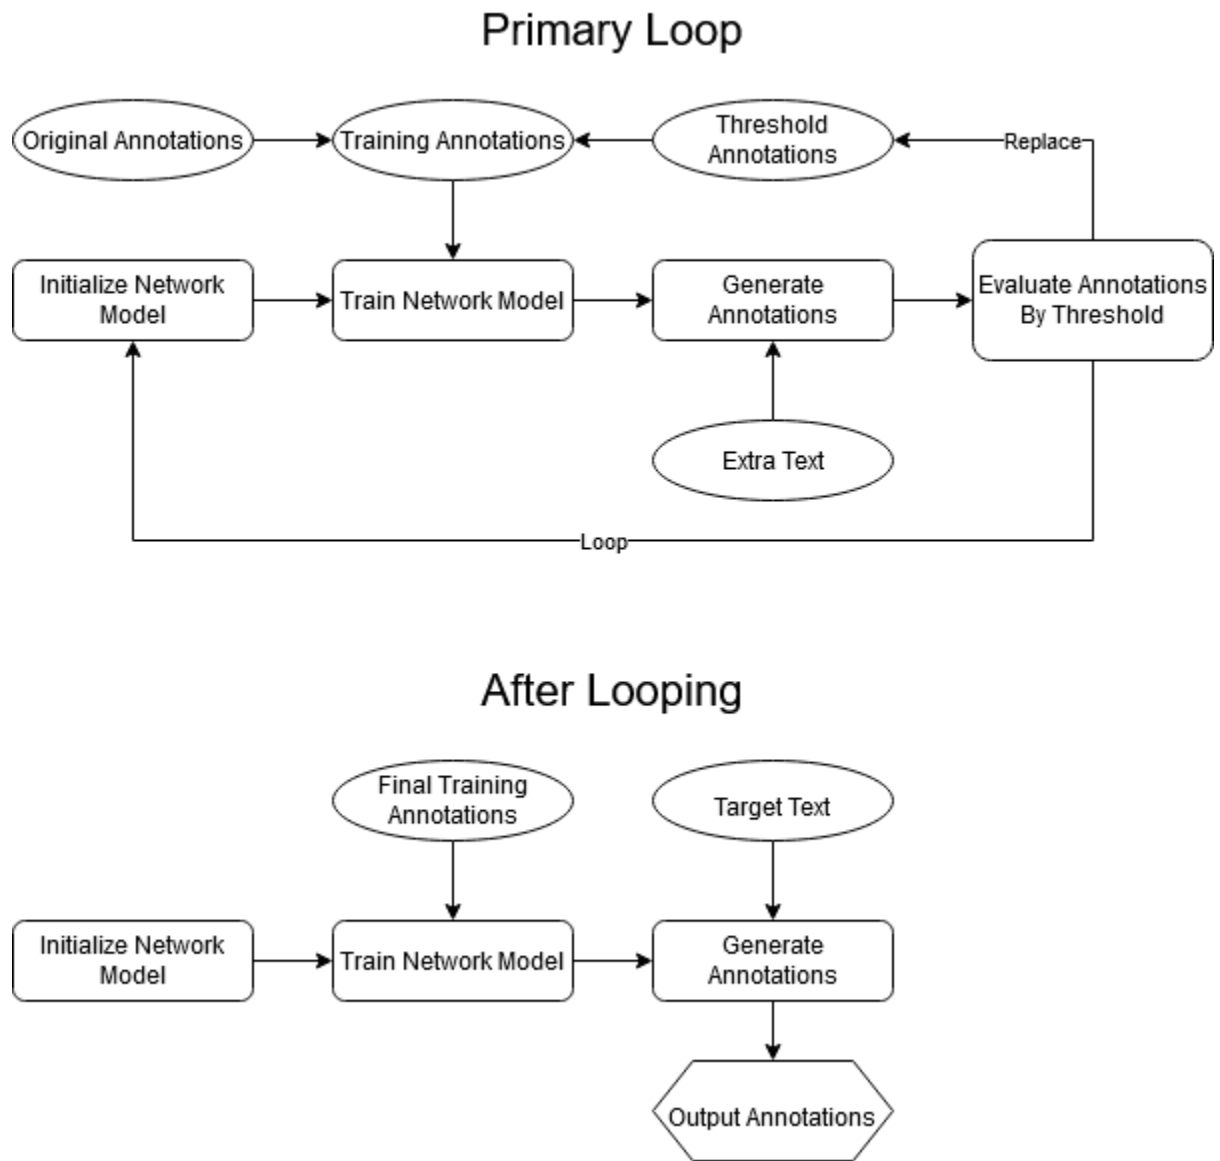 Primary Loop
Original Annotations
Training Annotations
Threshold
Annotations
Replace
Initialize Network
Model
Train Network Model
Generate
Annotations
Evaluate Annotations
By Threshold
Extra Text
Loop
After Looping
Final Training
Annotations
Target Text
Initialize Network
Model
Train Network Model
Generate
Annotations
Output Annotations